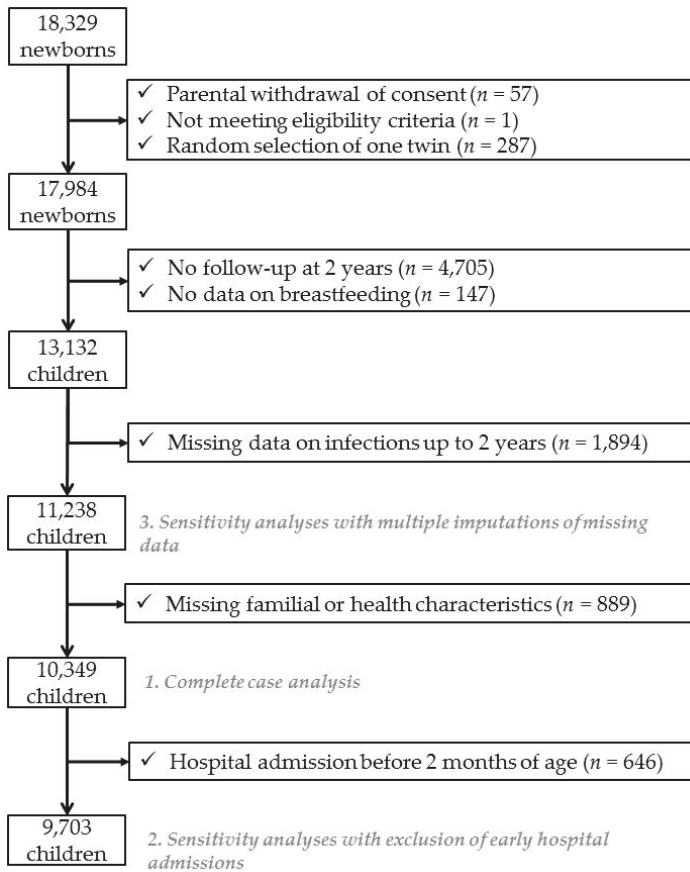 18,329
newborns
✓ Parental withdrawal of consent (n = 57)
✓ Not meeting eligibility criteria (n = 1)
✓ Random selection of one twin (n = 287)
17,984
newborns
✓ No follow-up at 2 years (n = 4,705)
✓ No data on breastfeeding (n = 147)
13,132
children
✓ Missing data on infections up to 2 years (n = 1,894)
11,238
children
3. Sensitivity analyses with multiple imputations of missing
data
✓ Missing familial or health characteristics (n = 889)
10,349
children
1. Complete case analysis
✓ Hospital admission before 2 months of age (n = 646)
9,703
children
2. Sensitivity analyses with exclusion of early hospital
admissions